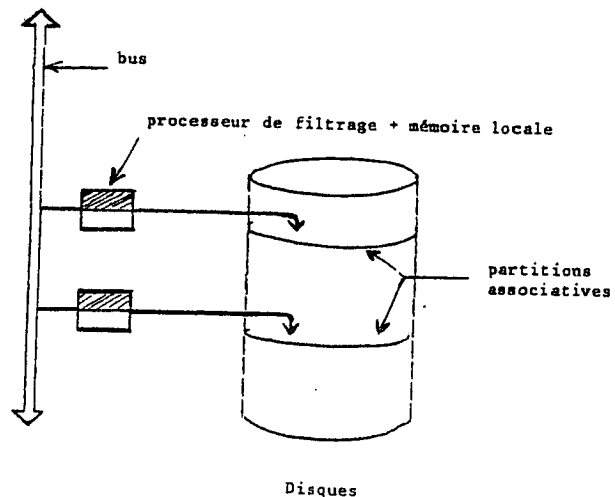 bus
processeur de filtrage + mémoire locale
partitions
associatives
Disques